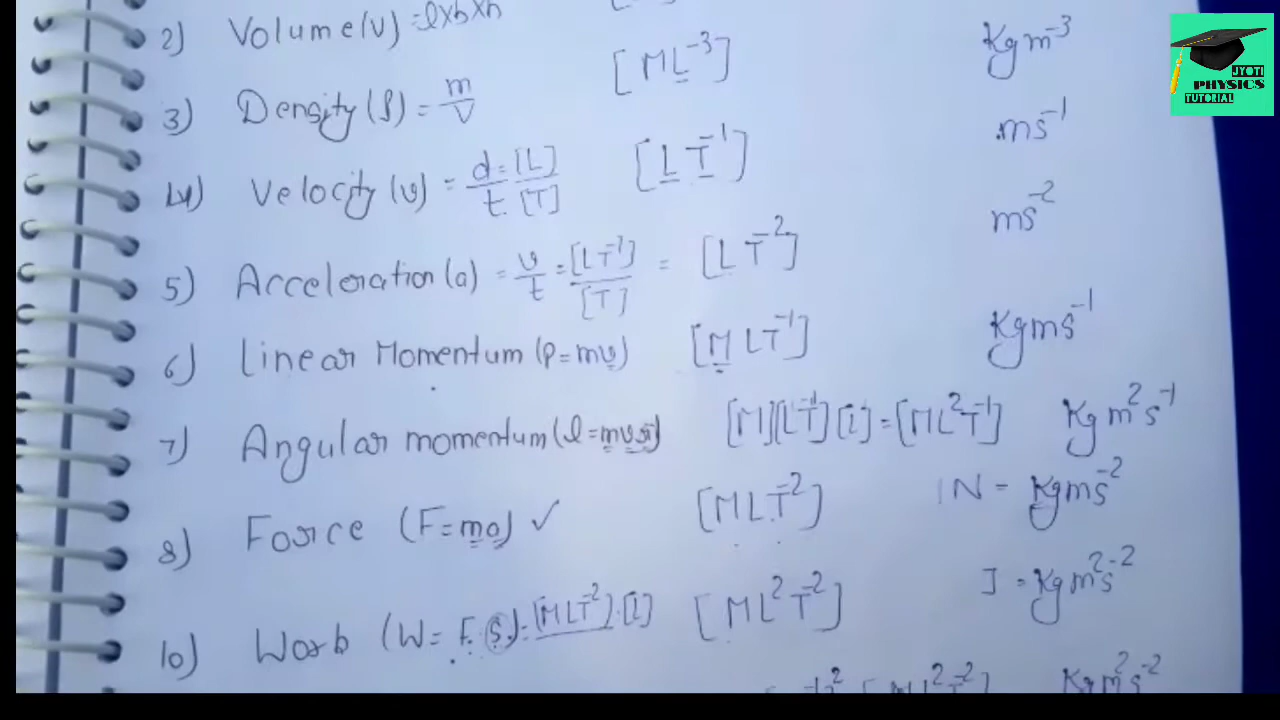 2) Volume(V) = l×b×h
3) Density(ρ) = m/V [ML⁻³] Kgm⁻³
4) Velocity(v) = d/t = [L]/[T] [LT⁻¹] ms⁻¹
5) Acceleration(a) = v/t = [LT⁻¹]/[T] = [LT⁻²] ms⁻²
6) Linear Momentum(P=mv) [MLT⁻¹] Kgms⁻¹
7) Angular momentum(l=mvr) [M][LT⁻¹][L]=[ML²T⁻¹] Kgm²s⁻¹
8) Force (F=ma) ✓ [MLT⁻²] 1N = Kgms⁻²
10) Work (W= F.S)= [MLT⁻²].[L] [ML²T⁻²] J = Kgm²s⁻²
[ML²T⁻²] Kgm²s⁻²
JYOTI
PHYSICS
TUTORIAL